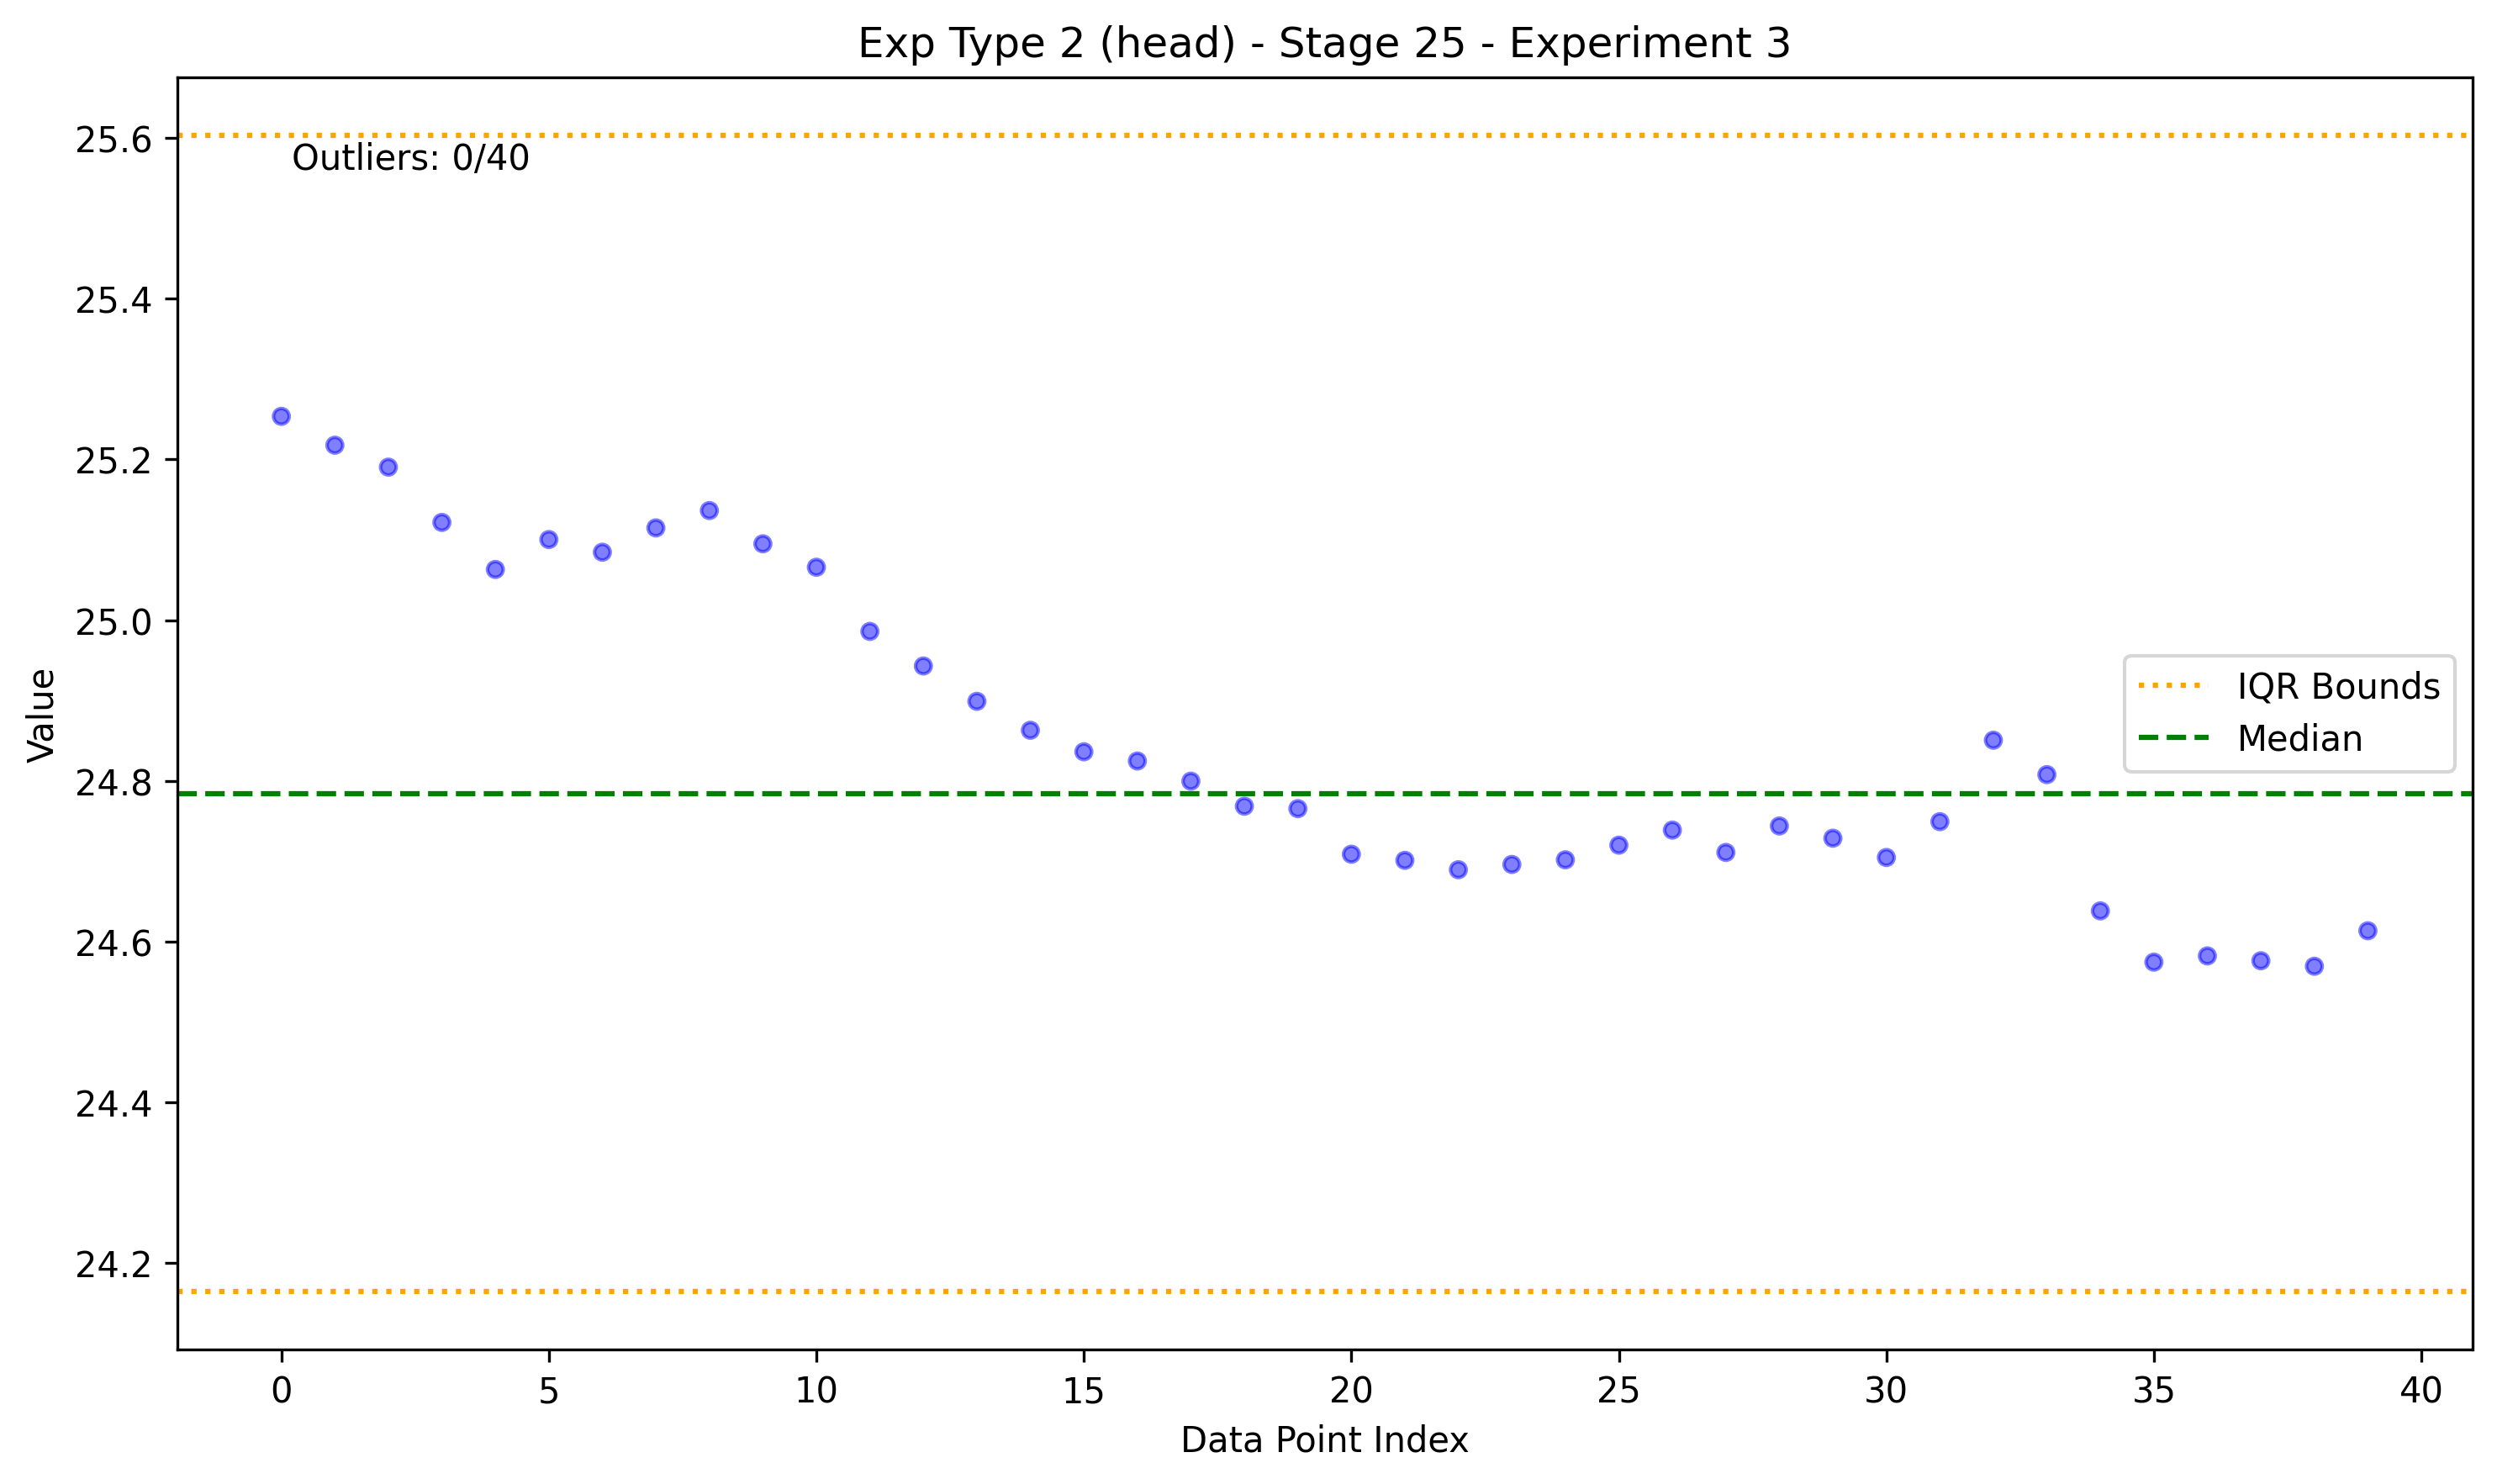 Exp Type 2 (head) - Stage 25 - Experiment 3
25.6
Outliers: 0/40
25.4
25.2
25.0
24.8
24.6
24.4
24.2
Value
IQR Bounds
Median
0 5 10 15 20 25 30 35 40
Data Point Index